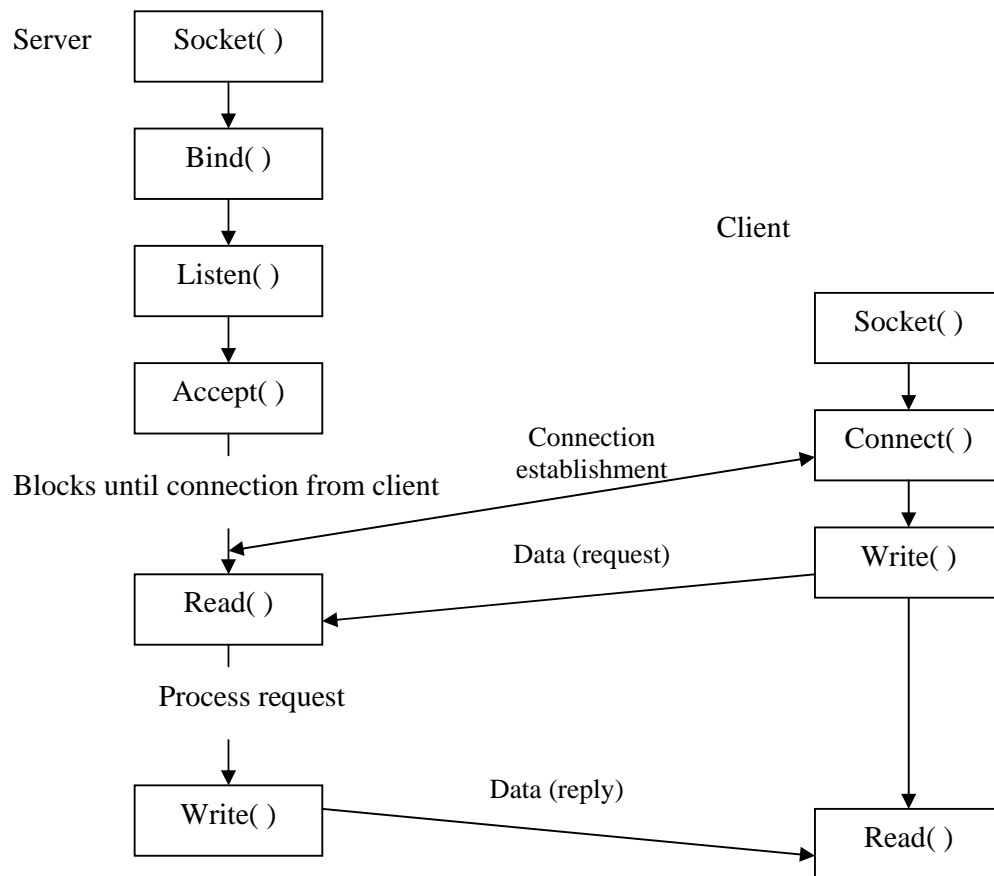 Server
Socket( )
Bind( )
Client
Listen( )
Socket( )
Accept( )
Connection
establishment
Connect( )
Blocks until connection from client
Data (request)
Write( )
Read( )
Process request
Data (reply)
Write( )
Read( )